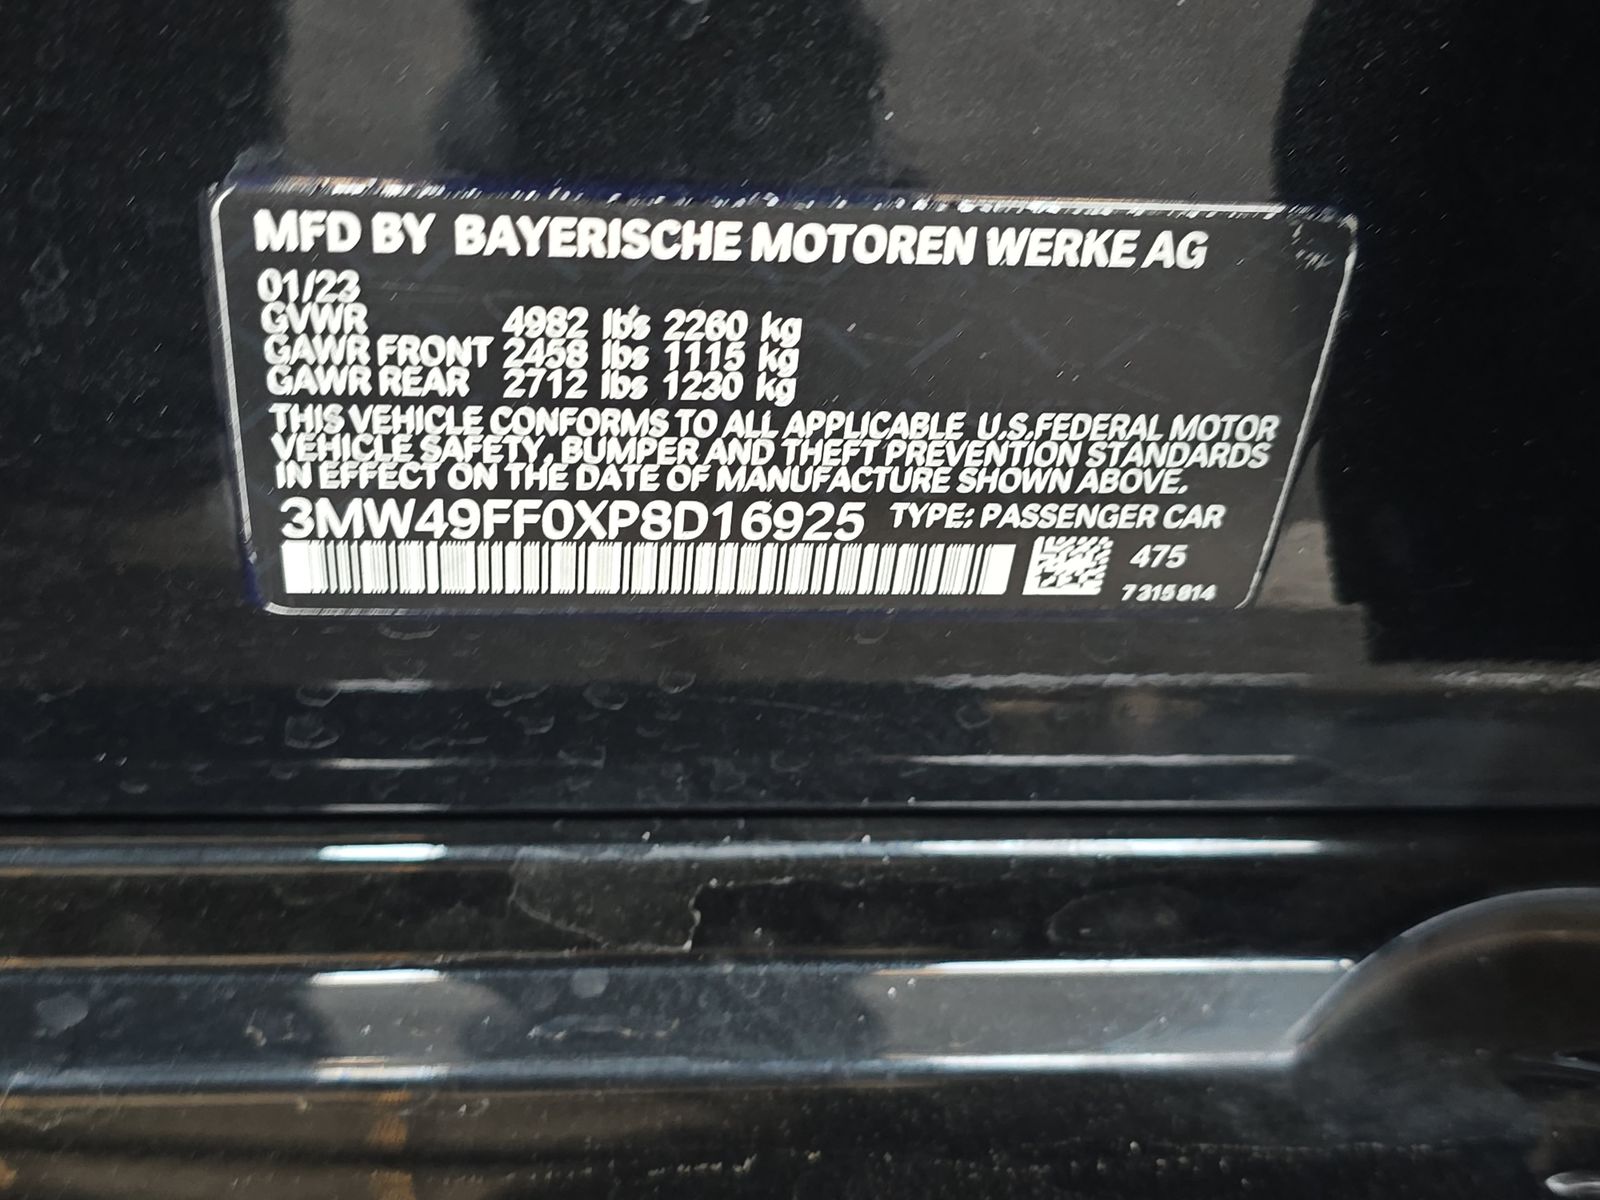 MFD BY BAYERISCHE MOTOREN WERKE AG
01/23
GVWR 4982 lbs 2260 kg
GAWR FRONT 2458 lbs 1115 kg
GAWR REAR 2712 lbs 1230 kg
THIS VEHICLE CONFORMS TO ALL APPLICABLE U.S.FEDERAL MOTOR
VEHICLE SAFETY, BUMPER AND THEFT PREVENTION STANDARDS
IN EFFECT ON THE DATE OF MANUFACTURE SHOWN ABOVE.
3MW49FF0XP8D16925 TYPE: PASSENGER CAR
475
7315814